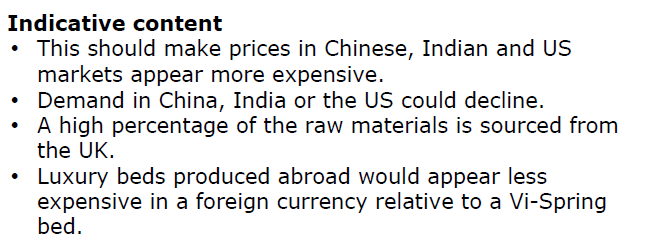 Indicative content
• This should make prices in Chinese, Indian and US
markets appear more expensive.
• Demand in China, India or the US could decline.
• A high percentage of the raw materials is sourced from
the UK.
• Luxury beds produced abroad would appear less
expensive in a foreign currency relative to a Vi-Spring
bed.